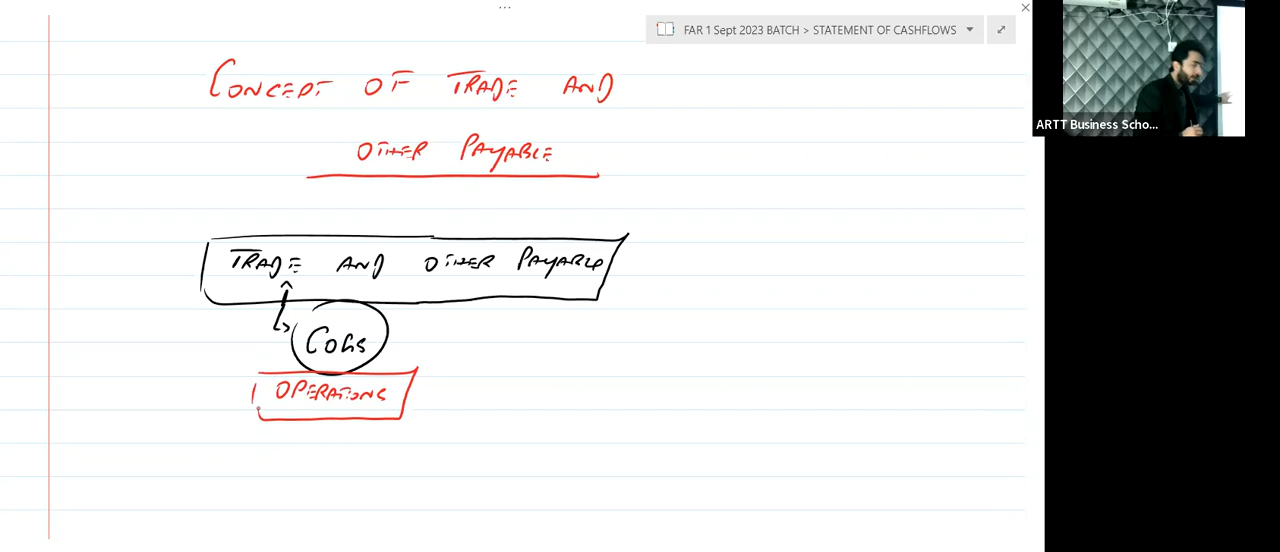 FAR 1 Sept 2023 BATCH > STATEMENT OF CASHFLOWS
CONCEPT OF TRADE AND
OTHER PAYABLE
TRADE AND OTHER PAYABLE
COGS
OPERATIONS
ARTT Business Scho...